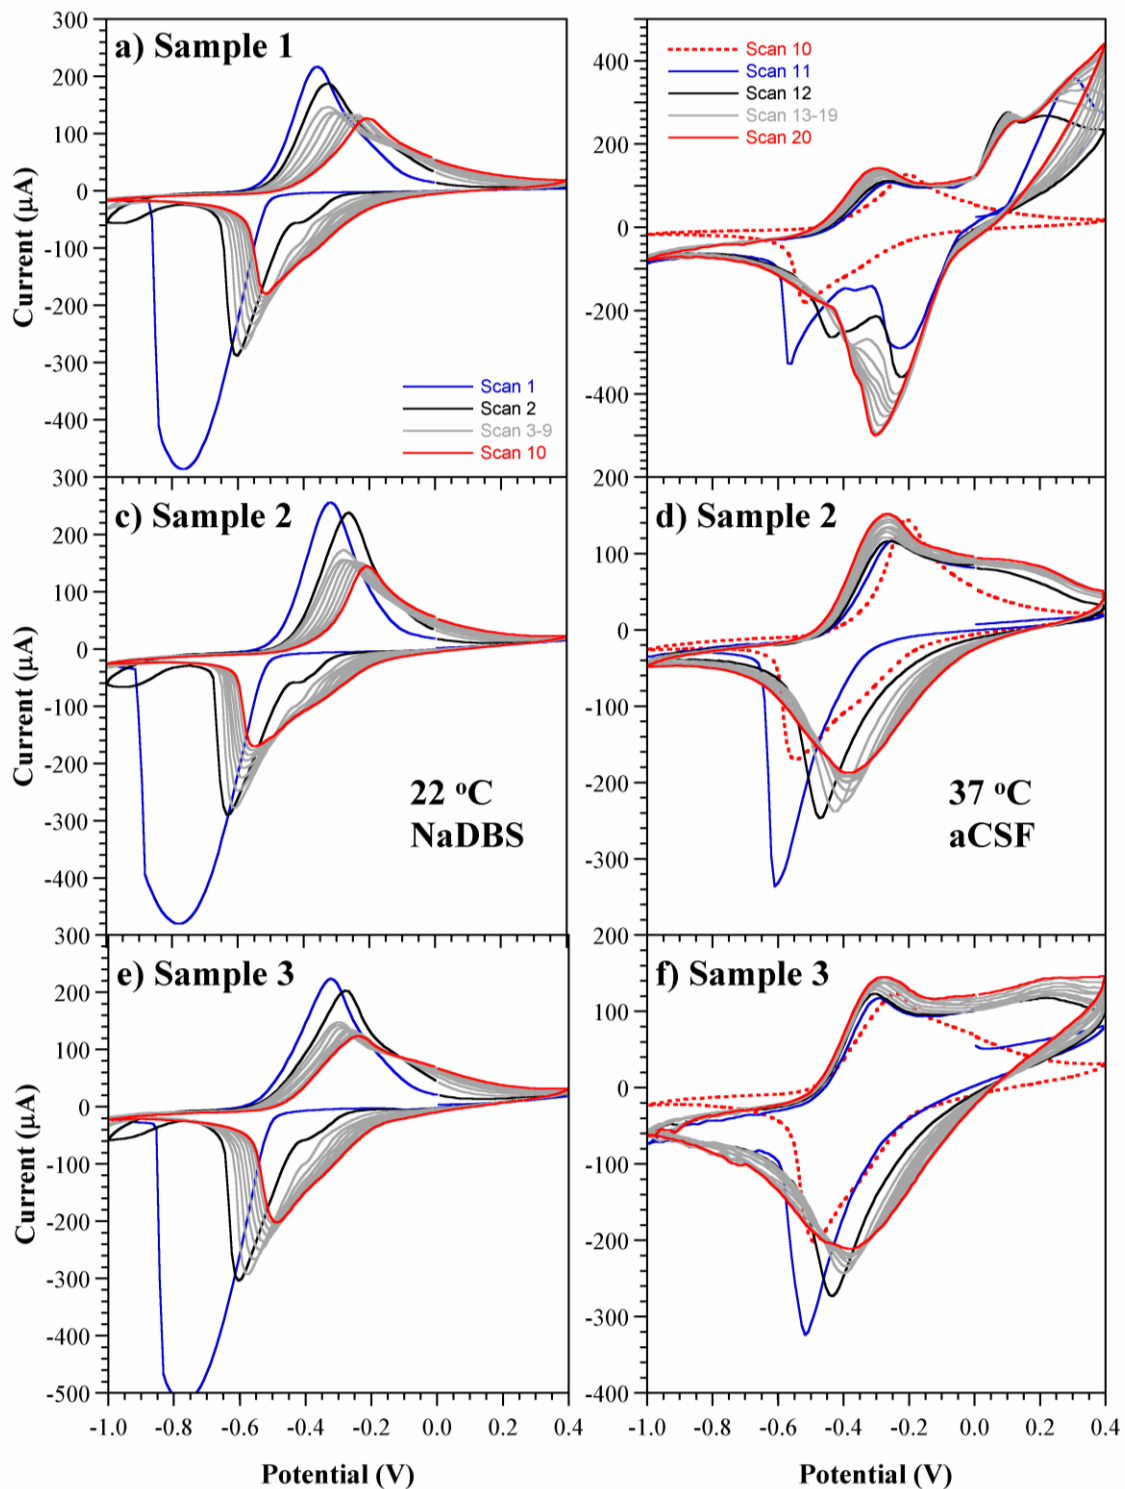 300
a) Sample 1
200
100
0
-100
-200
-300
-400
Current (µA)
Scan 1
Scan 2
Scan 3-9
Scan 10
400
200
0
-200
-400
Scan 10
Scan 11
Scan 12
Scan 13-19
Scan 20
300
c) Sample 2
200
100
0
-100
-200
-300
-400
Current (µA)
22 °C
NaDBS
200
d) Sample 2
100
0
-100
-200
-300
37 °C
aCSF
300
e) Sample 3
200
100
0
-100
-200
-300
-400
-500
Current (µA)
-1.0 -0.8 -0.6 -0.4 -0.2 0.0 0.2 0.4
Potential (V)
200
f) Sample 3
100
0
-100
-200
-300
-400
-1.0 -0.8 -0.6 -0.4 -0.2 0.0 0.2 0.4
Potential (V)